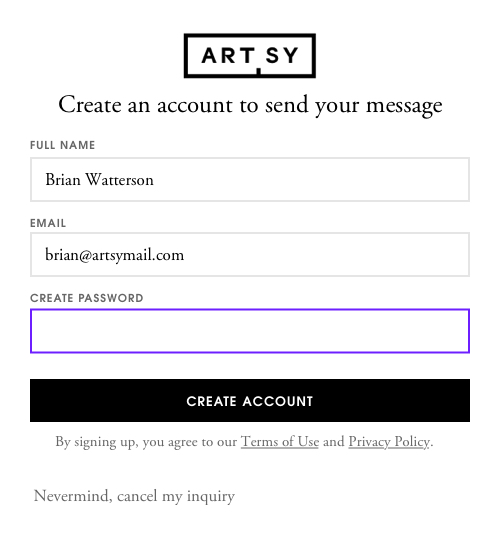 ARTSY
Create an account to send your message
FULL NAME
Brian Watterson
EMAIL
brian@artsymail.com
CREATE PASSWORD
CREATE ACCOUNT
By signing up, you agree to our Terms of Use and Privacy Policy.
Nevermind, cancel my inquiry